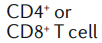 CD4⁺ or
CD8⁺ T cell